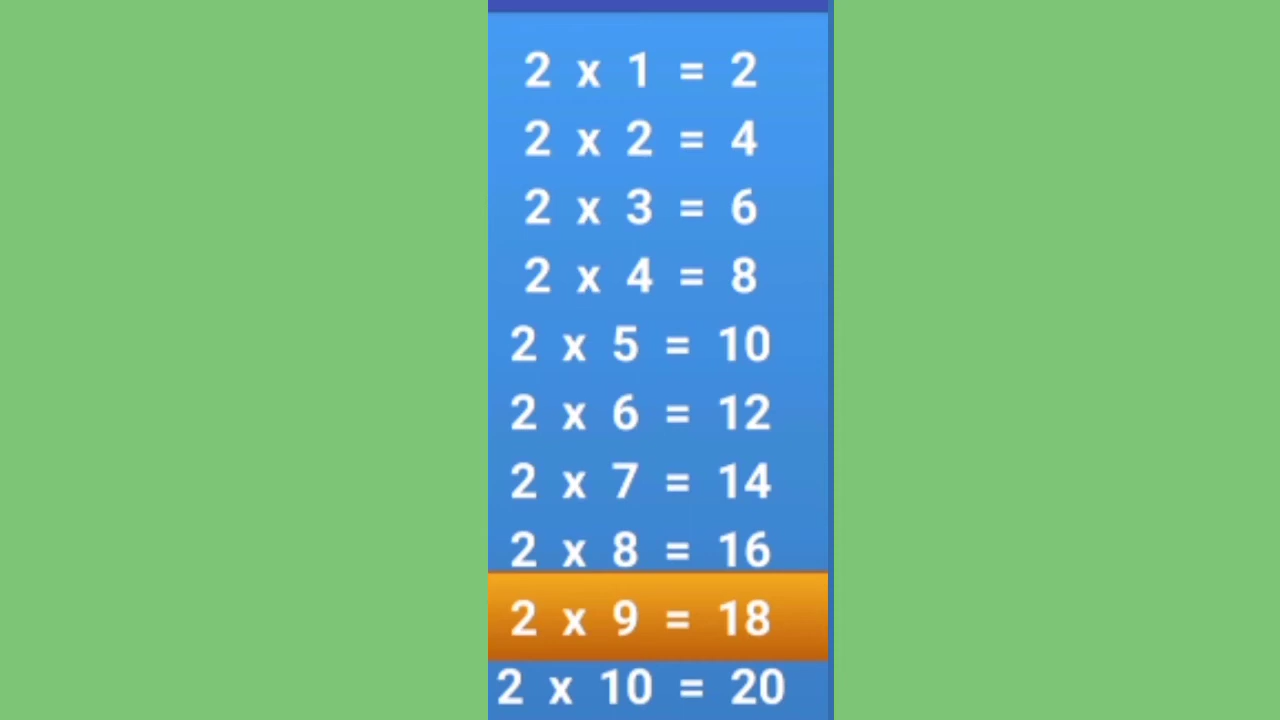 2 x 1 = 2
2 x 2 = 4
2 x 3 = 6
2 x 4 = 8
2 x 5 = 10
2 x 6 = 12
2 x 7 = 14
2 x 8 = 16
2 x 9 = 18
2 x 10 = 20